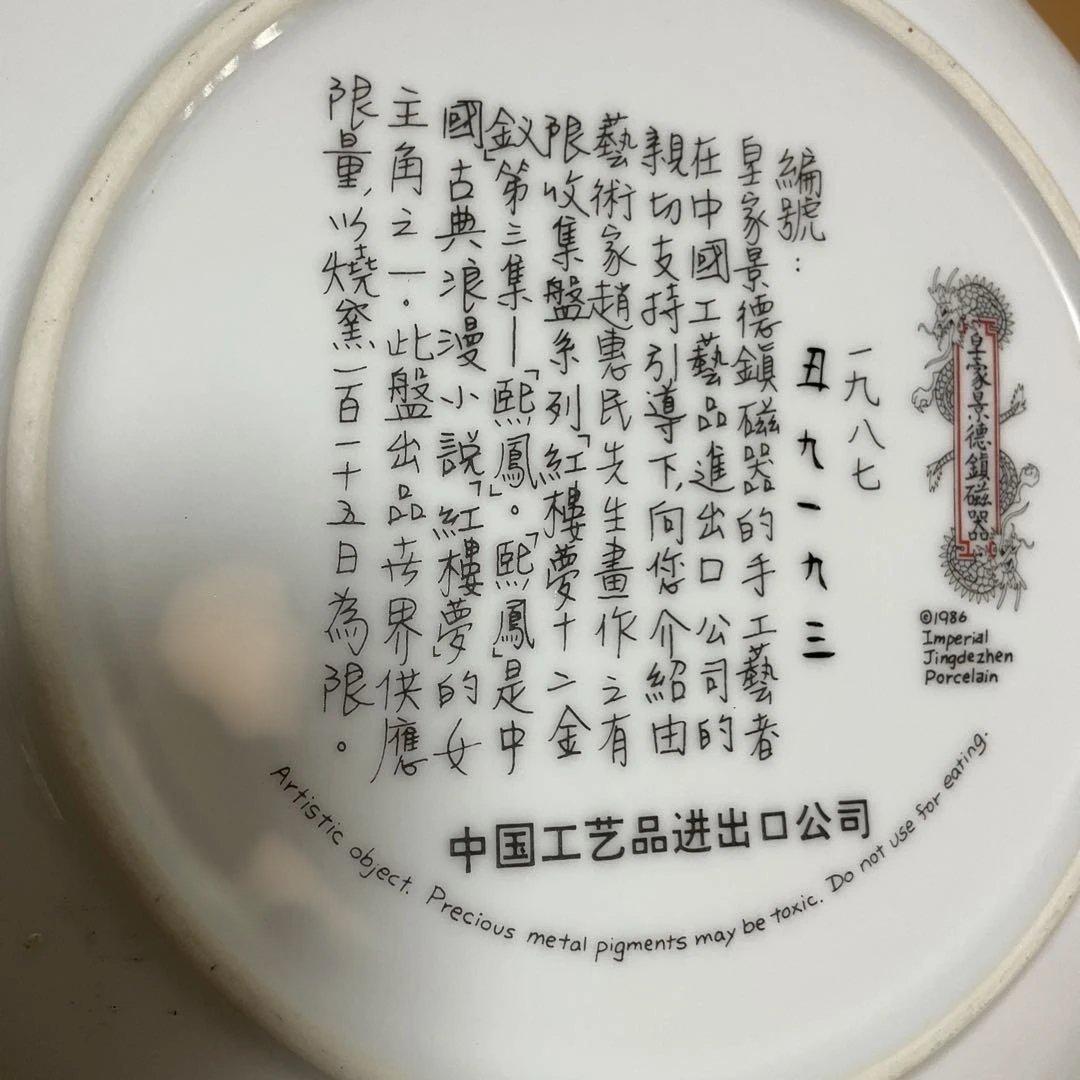 皇家景德鎮磁器
©1986
Imperial
Jingdezhen
Porcelain
一九八七
編號：丑九一九三
皇家景德鎮磁器的手工藝者
在中國工藝品進出口公司的
親切支持引導下，向您介紹由
藝術家趙惠民先生畫作之有
限收集盤系列「紅樓夢十二金
釵」第三集—「熙鳳」。「熙鳳」是中
國古典浪漫小說「紅樓夢」的女
主角之一。此盤出品世界供應
限量，以燒窯一百一十五日為限。
中国工艺品进出口公司
Artistic object. Precious metal pigments may be toxic. Do not use for eating.